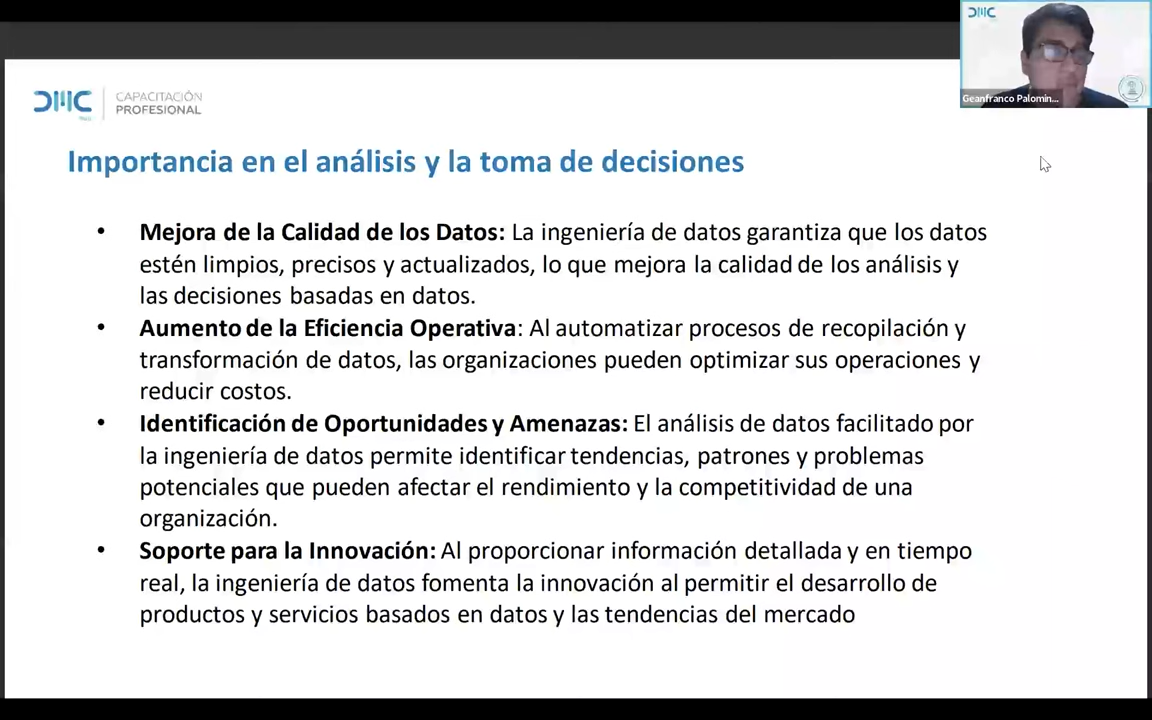 DMC
Geanfranco Palomin...
DMC
CAPACITACIÓN
PROFESIONAL
Importancia en el análisis y la toma de decisiones
• Mejora de la Calidad de los Datos: La ingeniería de datos garantiza que los datos
estén limpios, precisos y actualizados, lo que mejora la calidad de los análisis y
las decisiones basadas en datos.
• Aumento de la Eficiencia Operativa: Al automatizar procesos de recopilación y
transformación de datos, las organizaciones pueden optimizar sus operaciones y
reducir costos.
• Identificación de Oportunidades y Amenazas: El análisis de datos facilitado por
la ingeniería de datos permite identificar tendencias, patrones y problemas
potenciales que pueden afectar el rendimiento y la competitividad de una
organización.
• Soporte para la Innovación: Al proporcionar información detallada y en tiempo
real, la ingeniería de datos fomenta la innovación al permitir el desarrollo de
productos y servicios basados en datos y las tendencias del mercado